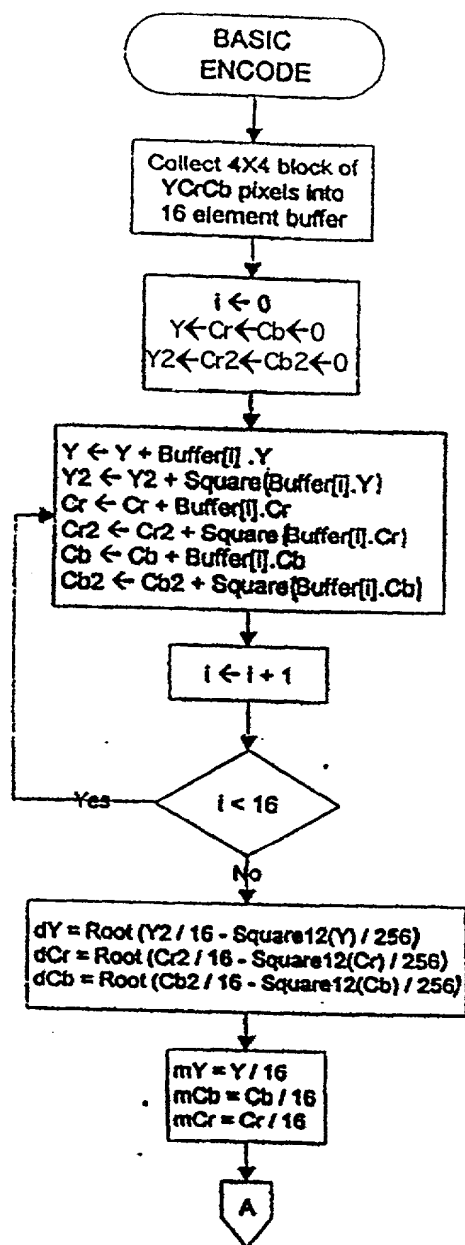 BASIC
ENCODE
Collect 4X4 block of
YCrCb pixels into
16 element buffer
i ← 0
Y←Cr←Cb←0
Y2←Cr2←Cb2←0
Y ← Y + Buffer[i] .Y
Y2 ← Y2 + Square(Buffer[i].Y)
Cr ← Cr + Buffer[i].Cr
Cr2 ← Cr2 + Square(Buffer[i].Cr)
Cb ← Cb + Buffer[i].Cb
Cb2 ← Cb2 + Square(Buffer[i].Cb)
i ← i + 1
i < 16
Yes
No
dY = Root (Y2 / 16 - Square12(Y) / 256)
dCr = Root (Cr2 / 16 - Square12(Cr) / 256)
dCb = Root (Cb2 / 16 - Square12(Cb) / 256)
mY = Y / 16
mCb = Cb / 16
mCr = Cr / 16
A